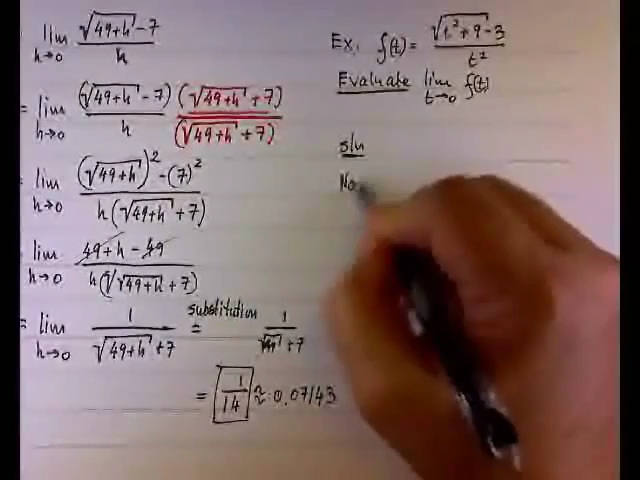 lim h→0 (√(49+h) - 7) / h
= lim h→0 (√(49+h) - 7) (√(49+h) + 7) / h (√(49+h) + 7)
= lim h→0 ((√49+h)² - (7)²) / h(√49+h + 7)
= lim h→0 (49+h - 49) / h(√49+h + 7)
= lim h→0 1 / (√49+h + 7) substitution = 1 / (√49 + 7)
= 1/14 ≈ 0.07143
Ex. f(t) = (√(t²+9) - 3) / t²
Evaluate lim t→0 f(t)
sln
No